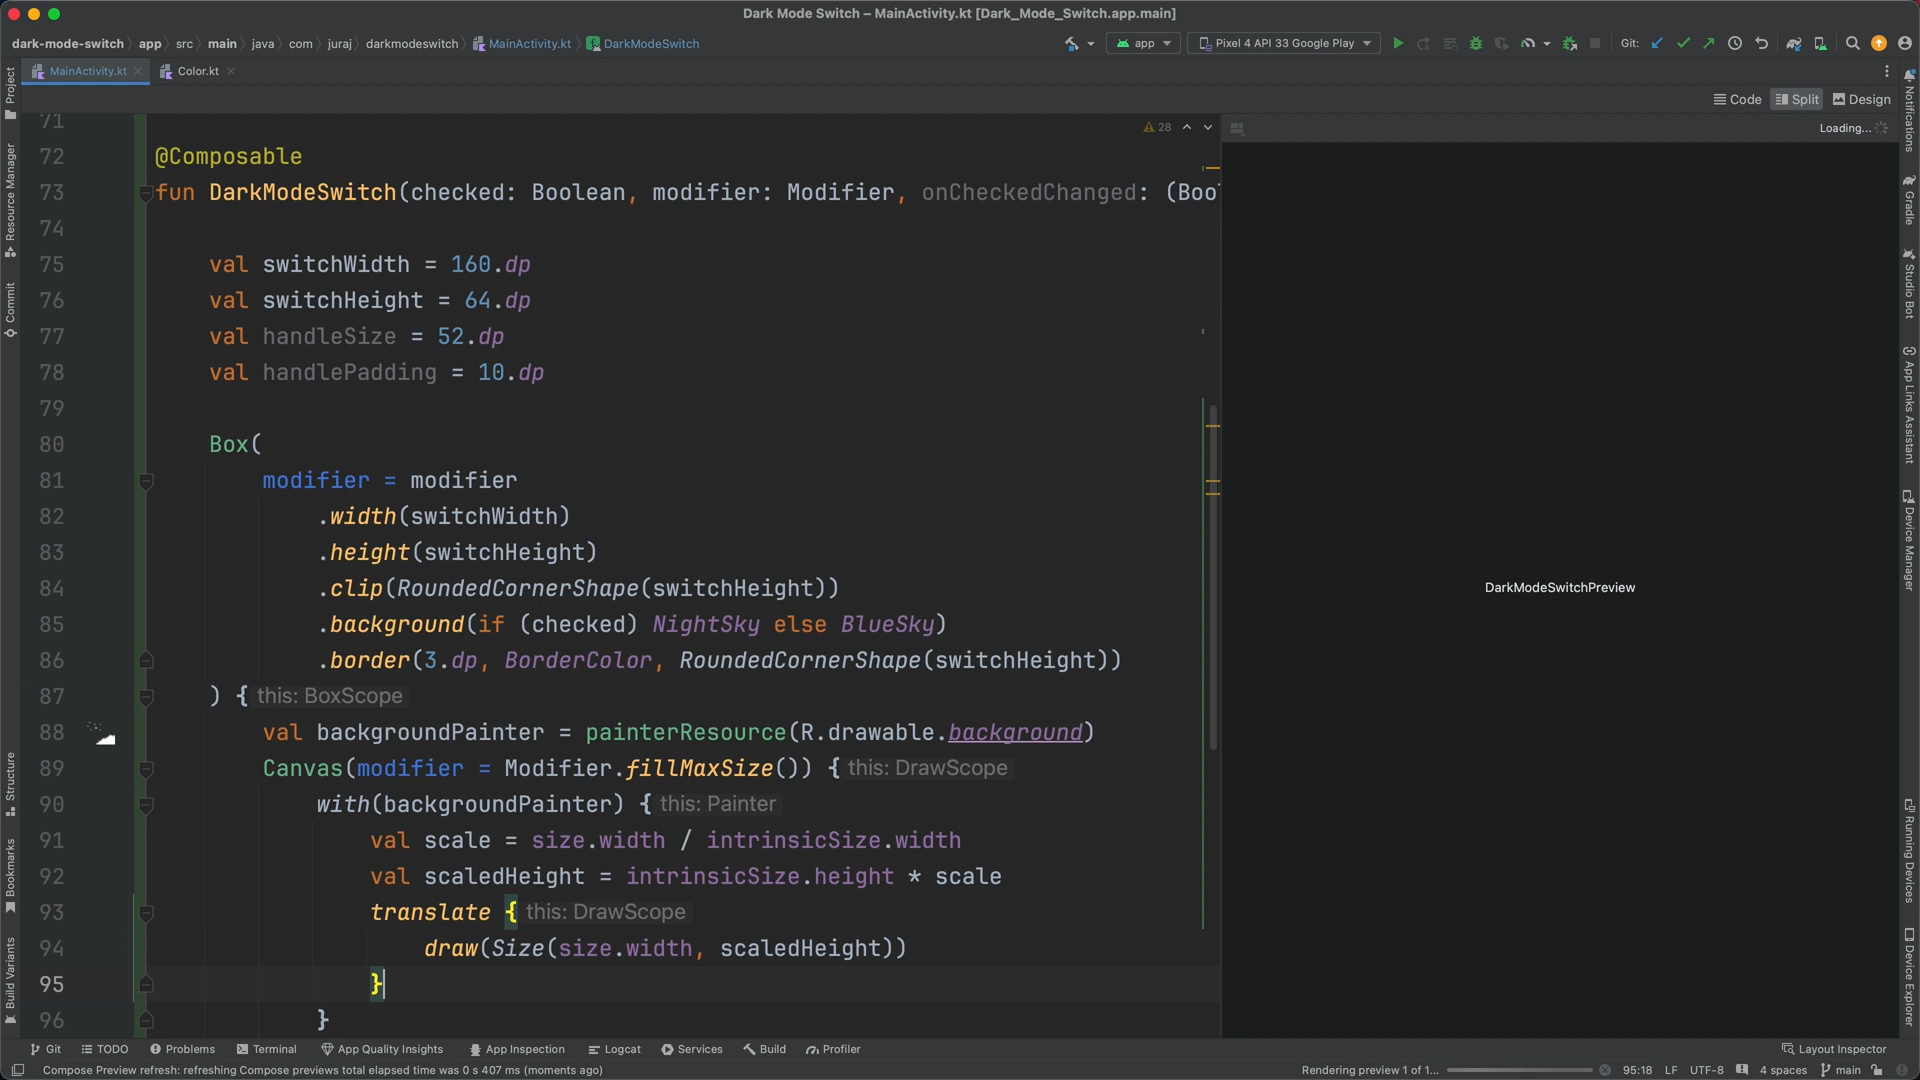 Dark Mode Switch – MainActivity.kt [Dark_Mode_Switch.app.main]
dark-mode-switch app src main java com juraj darkmodeswitch MainActivity.kt DarkModeSwitch
app Pixel 4 API 33 Google Play Git:
MainActivity.kt Color.kt
Code Split Design
28 Loading...
71
72 @Composable
73 fun DarkModeSwitch(checked: Boolean, modifier: Modifier, onCheckedChanged: (Boo
74
75 val switchWidth = 160.dp
76 val switchHeight = 64.dp
77 val handleSize = 52.dp
78 val handlePadding = 10.dp
79
80 Box(
81 modifier = modifier
82 .width(switchWidth)
83 .height(switchHeight)
84 .clip(RoundedCornerShape(switchHeight))
85 .background(if (checked) NightSky else BlueSky)
86 .border(3.dp, BorderColor, RoundedCornerShape(switchHeight))
87 ) { this: BoxScope
88 val backgroundPainter = painterResource(R.drawable.background)
89 Canvas(modifier = Modifier.fillMaxSize()) { this: DrawScope
90 with(backgroundPainter) { this: Painter
91 val scale = size.width / intrinsicSize.width
92 val scaledHeight = intrinsicSize.height * scale
93 translate { this: DrawScope
94 draw(Size(size.width, scaledHeight))
95 }
96 }
DarkModeSwitchPreview
Project
Resource Manager
Commit
Structure
Bookmarks
Build Variants
Notifications
Gradle
Studio Bot
App Links Assistant
Device Manager
Running Devices
Device Explorer
Git TODO Problems Terminal App Quality Insights App Inspection Logcat Services Build Profiler Layout Inspector
Compose Preview refresh: refreshing Compose previews total elapsed time was 0 s 407 ms (moments ago) Rendering preview 1 of 1... 95:18 LF UTF-8 4 spaces main